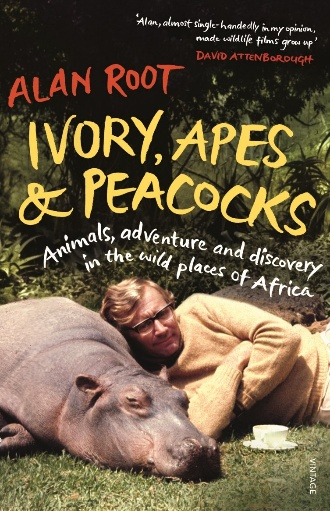 'Alan, almost single-handedly in my opinion,
made wildlife films grow up'
DAVID ATTENBOROUGH
ALAN ROOT
IVORY, APES
& PEACOCKS
Animals, adventure and discovery
in the wild places of Africa
VINTAGE